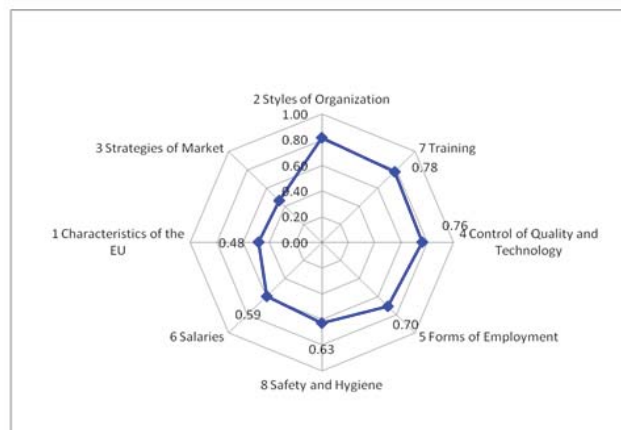 2 Styles of Organization
1.00
0.80
0.60
0.40
0.20
0.00
7 Training
0.78
0.76
4 Control of Quality and
Technology
0.70
5 Forms of Employment
0.63
8 Safety and Hygiene
0.59
6 Salaries
0.48
1 Characteristics of the
EU
3 Strategies of Market